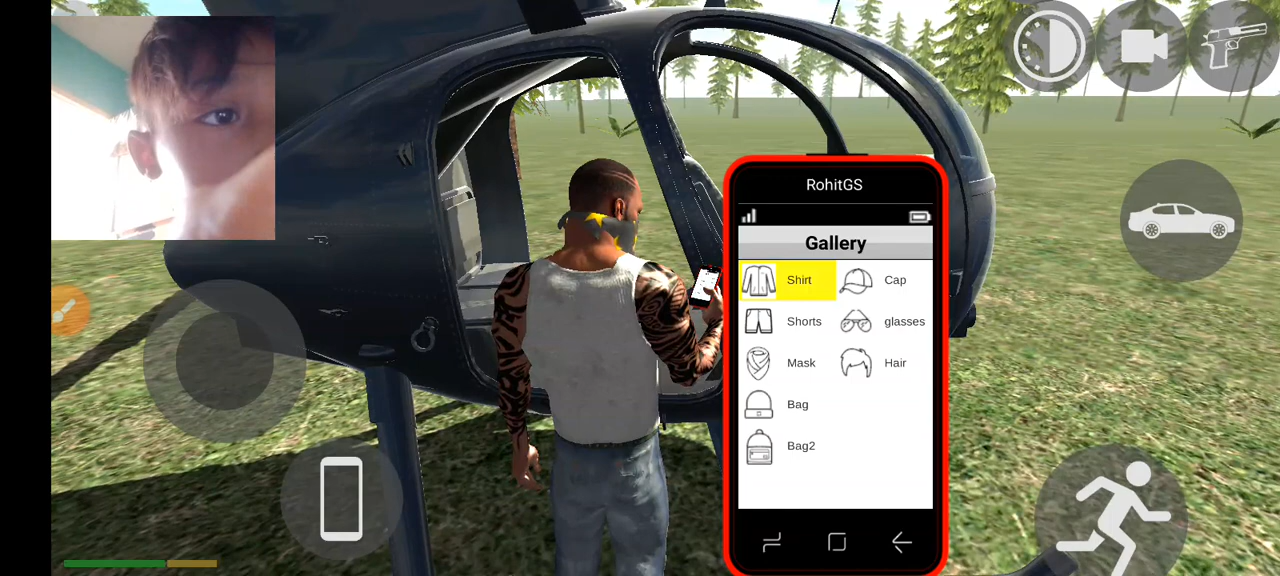 RohitGS
Gallery
Shirt Cap
Shorts glasses
Mask Hair
Bag
Bag2